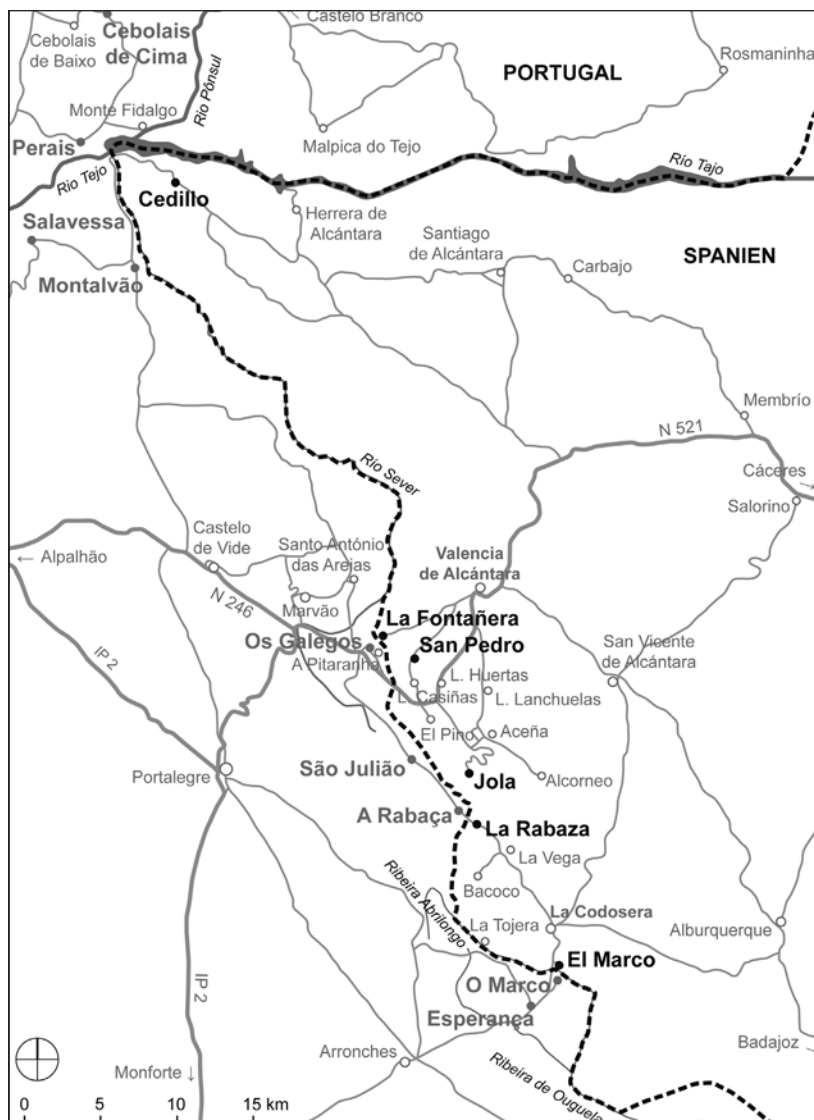 Castelo Branco
Cebolais
de Baixo
Cebolais
de Cima
Rosmaninha
PORTUGAL
Rio Pônsul
Monte Fidalgo
Malpica do Tejo
Perais
Rio Tejo
Río Tajo
Cedillo
Salavessa
Herrera de
Alcántara
Santiago
de Alcántara
Carbajo
SPANIEN
Montalvão
Membrío
N 521
Cáceres
→
Río Sever
Salorino
Castelo
de Vide
Santo António
das Arejas
Valencia
de Alcántara
← Alpalhão
N 246
Marvão
La Fontañera
Os Galegos
San Pedro
A Pitaranha
San Vicente
de Alcántara
IP 2
L. Huertas
L. Casiñas
L. Lanchuelas
El Pino
Aceña
São Julião
Portalegre
Jola
Alcorneo
A Rabaça
La Rabaza
La Vega
Ribeira Abrilongo
Bacoco
La Codosera
La Tojera
Alburquerque
El Marco
IP 2
O Marco
Esperança
Badajoz
Arronches
Monforte ↓
Ribeira de Ouguela
0 5 10 15 km